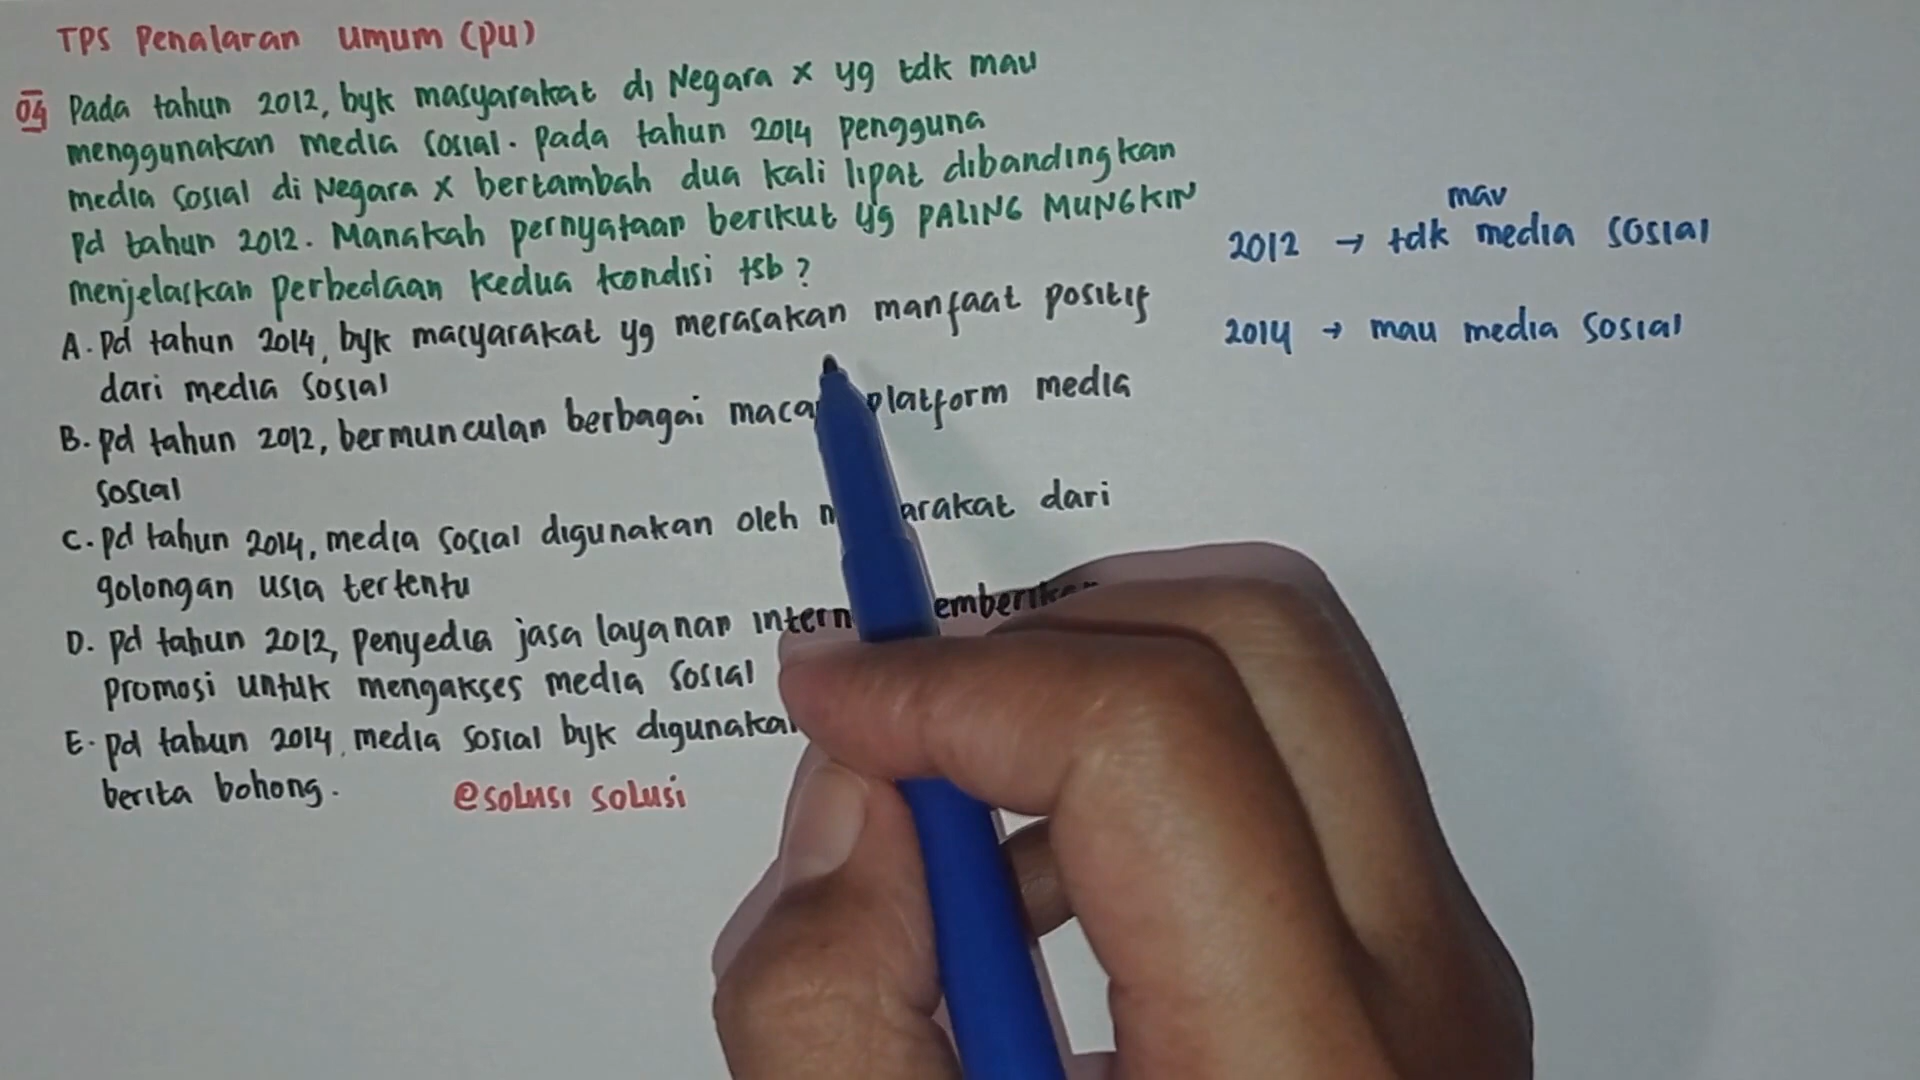 TPS Penalaran Umum (PU)
04 Pada tahun 2012, byk masyarakat di Negara X yg tdk mau
menggunakan media sosial. Pada tahun 2014 pengguna
media sosial di Negara X bertambah dua kali lipat dibandingkan
pd tahun 2012. Manakah pernyataan berikut yg PALING MUNGKIN
menjelaskan perbedaan kedua kondisi tsb?
A. Pd tahun 2014, byk masyarakat yg merasakan manfaat positif
dari media sosial
B. pd tahun 2012, bermunculan berbagai platform media
sosial
C. pd tahun 2014, media sosial digunakan oleh dari
golongan usia tertentu
D. pd tahun 2012, penyedia jasa layanan
promosi untuk mengakses media sosial
E. pd tahun 2014, media sosial byk
berita bohong.
@solusi solusi
mau
2012 → tdk media sosial
2014 → mau media sosial